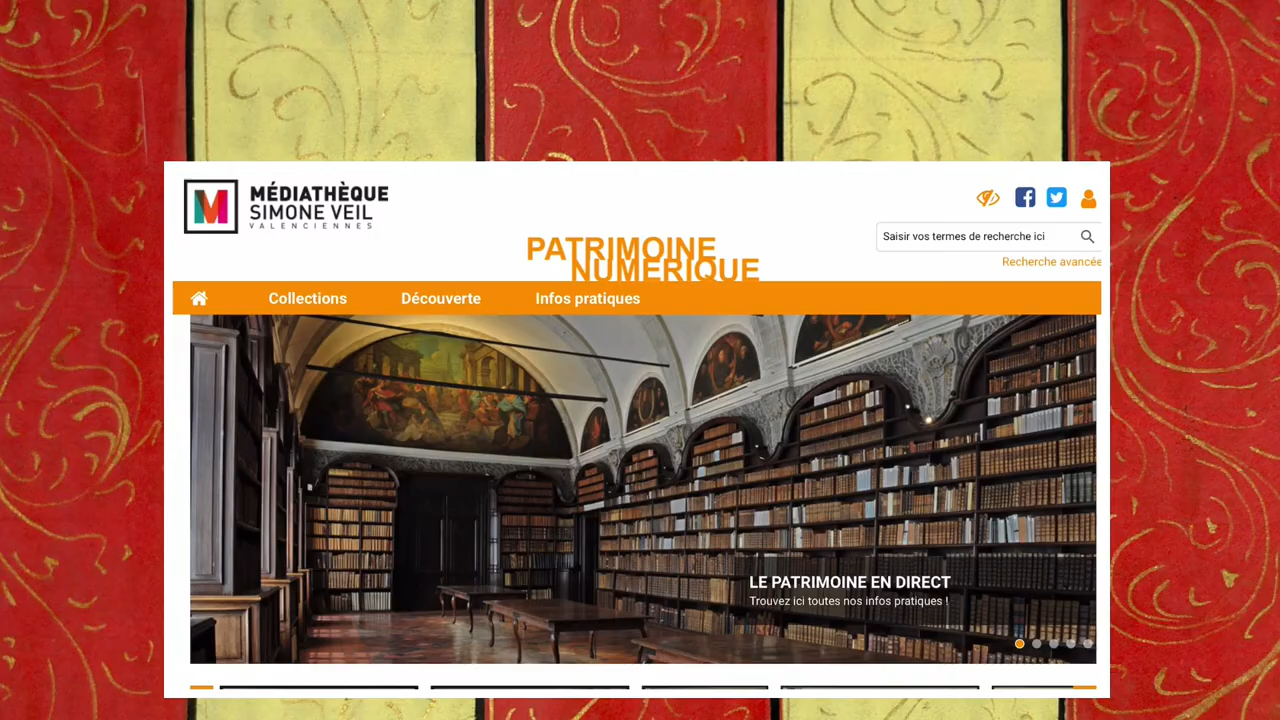 M
MÉDIATHÈQUE
SIMONE VEIL
VALENCIENNES
Saisir vos termes de recherche ici
Recherche avancée
PATRIMOINE
NUMERIQUE
Collections
Découverte
Infos pratiques
LE PATRIMOINE EN DIRECT
Trouvez ici toutes nos infos pratiques !